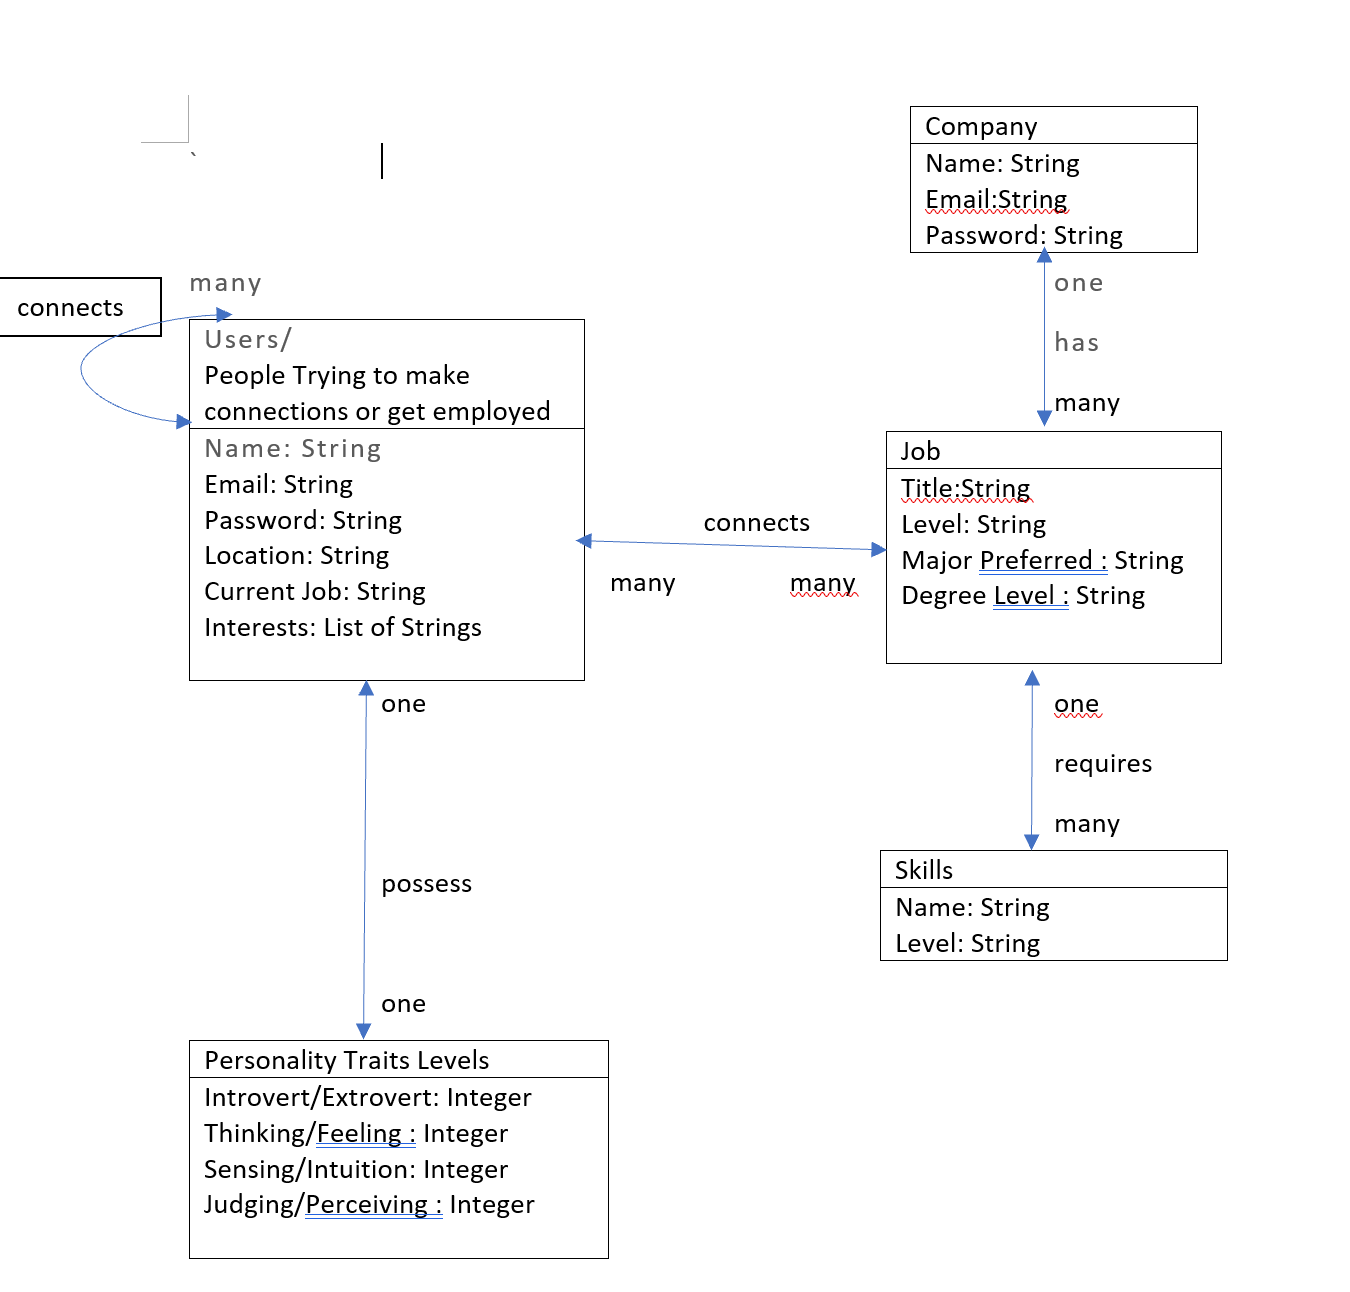 `
Company
Name: String
Email:String
Password: String
one
has
many
connects
many
Users/
People Trying to make
connections or get employed
Name: String
Email: String
Password: String
Location: String
Current Job: String
Interests: List of Strings
connects
many many
Job
Title:String
Level: String
Major Preferred : String
Degree Level : String
one
requires
many
Skills
Name: String
Level: String
one
possess
one
Personality Traits Levels
Introvert/Extrovert: Integer
Thinking/Feeling : Integer
Sensing/Intuition: Integer
Judging/Perceiving : Integer